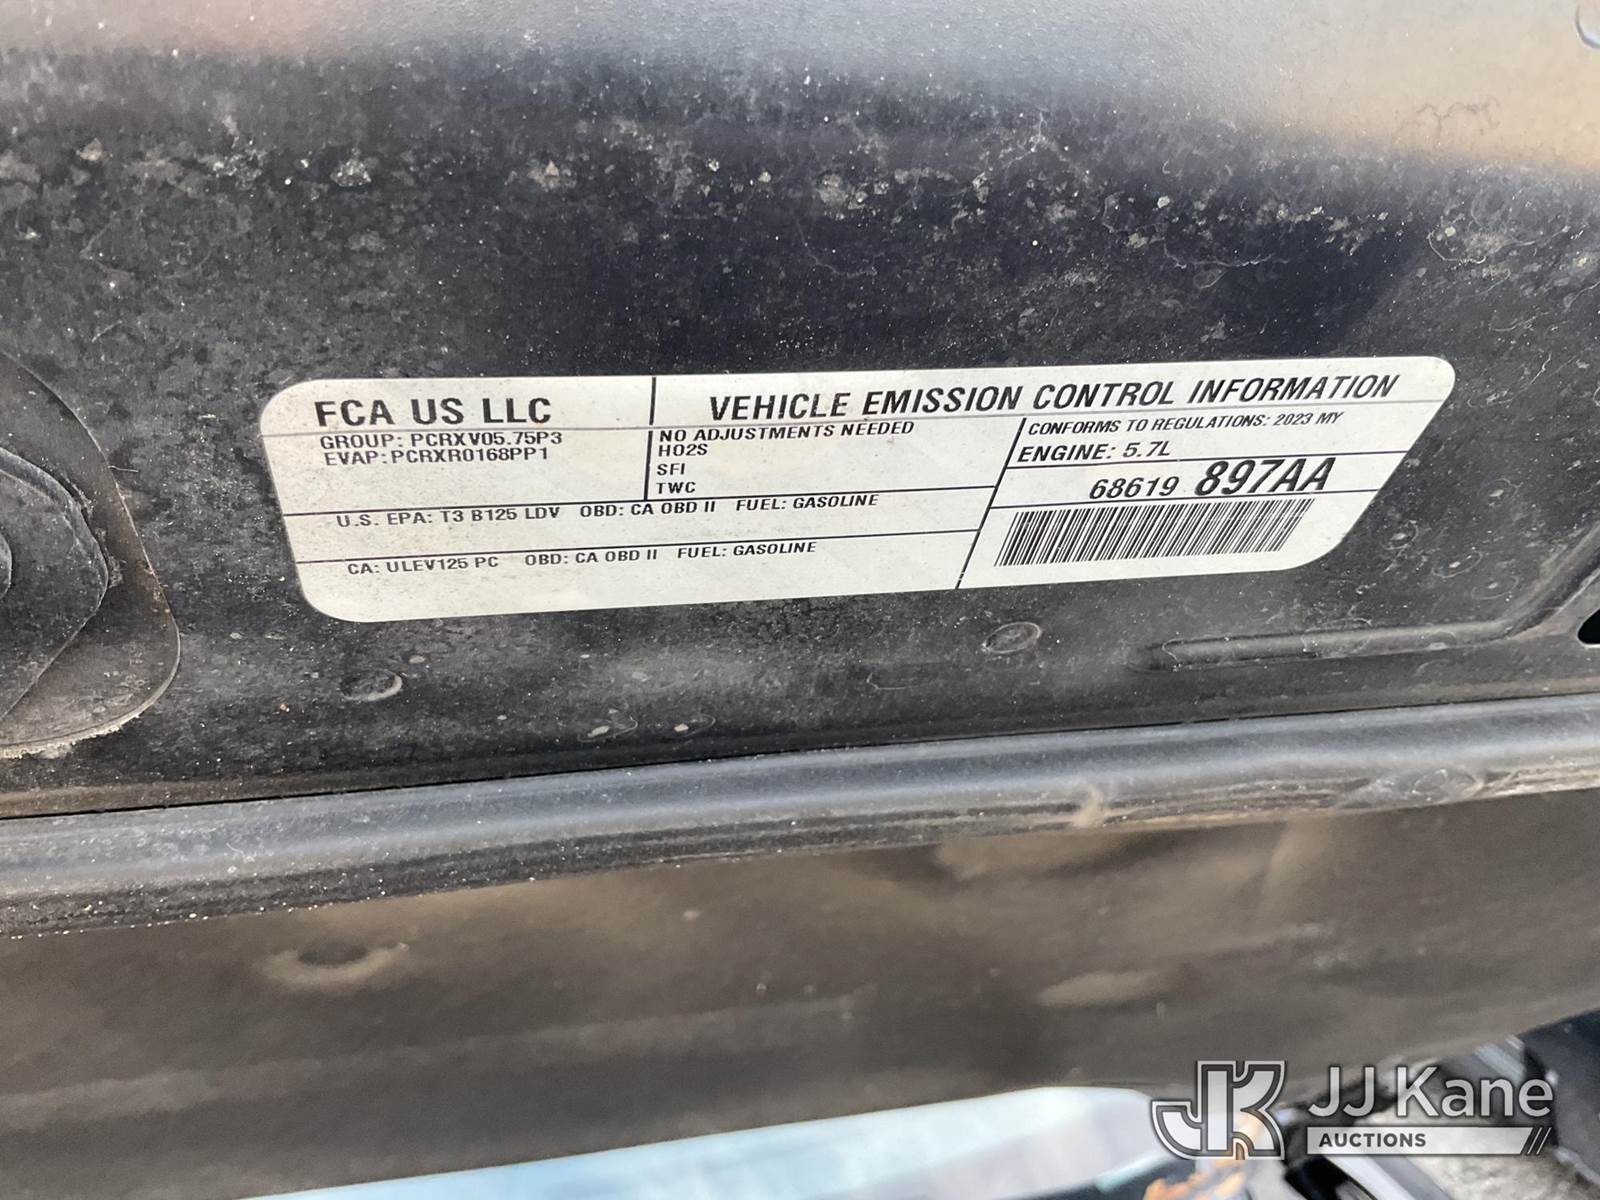 FCA US LLC
GROUP: PCRXV05.75P3
EVAP:PCRXR0168PP1
VEHICLE EMISSION CONTROL INFORMATION
NO ADJUSTMENTS NEEDED
HO2S
SFI
TWC
CONFORMS TO REGULATIONS: 2023 MY
ENGINE: 5.7L
68619 897AA
U.S. EPA: T3 B125 LDV OBD: CA OBD II FUEL: GASOLINE
CA: ULEV125 PC OBD: CA OBD II FUEL: GASOLINE
JK JJ Kane
AUCTIONS